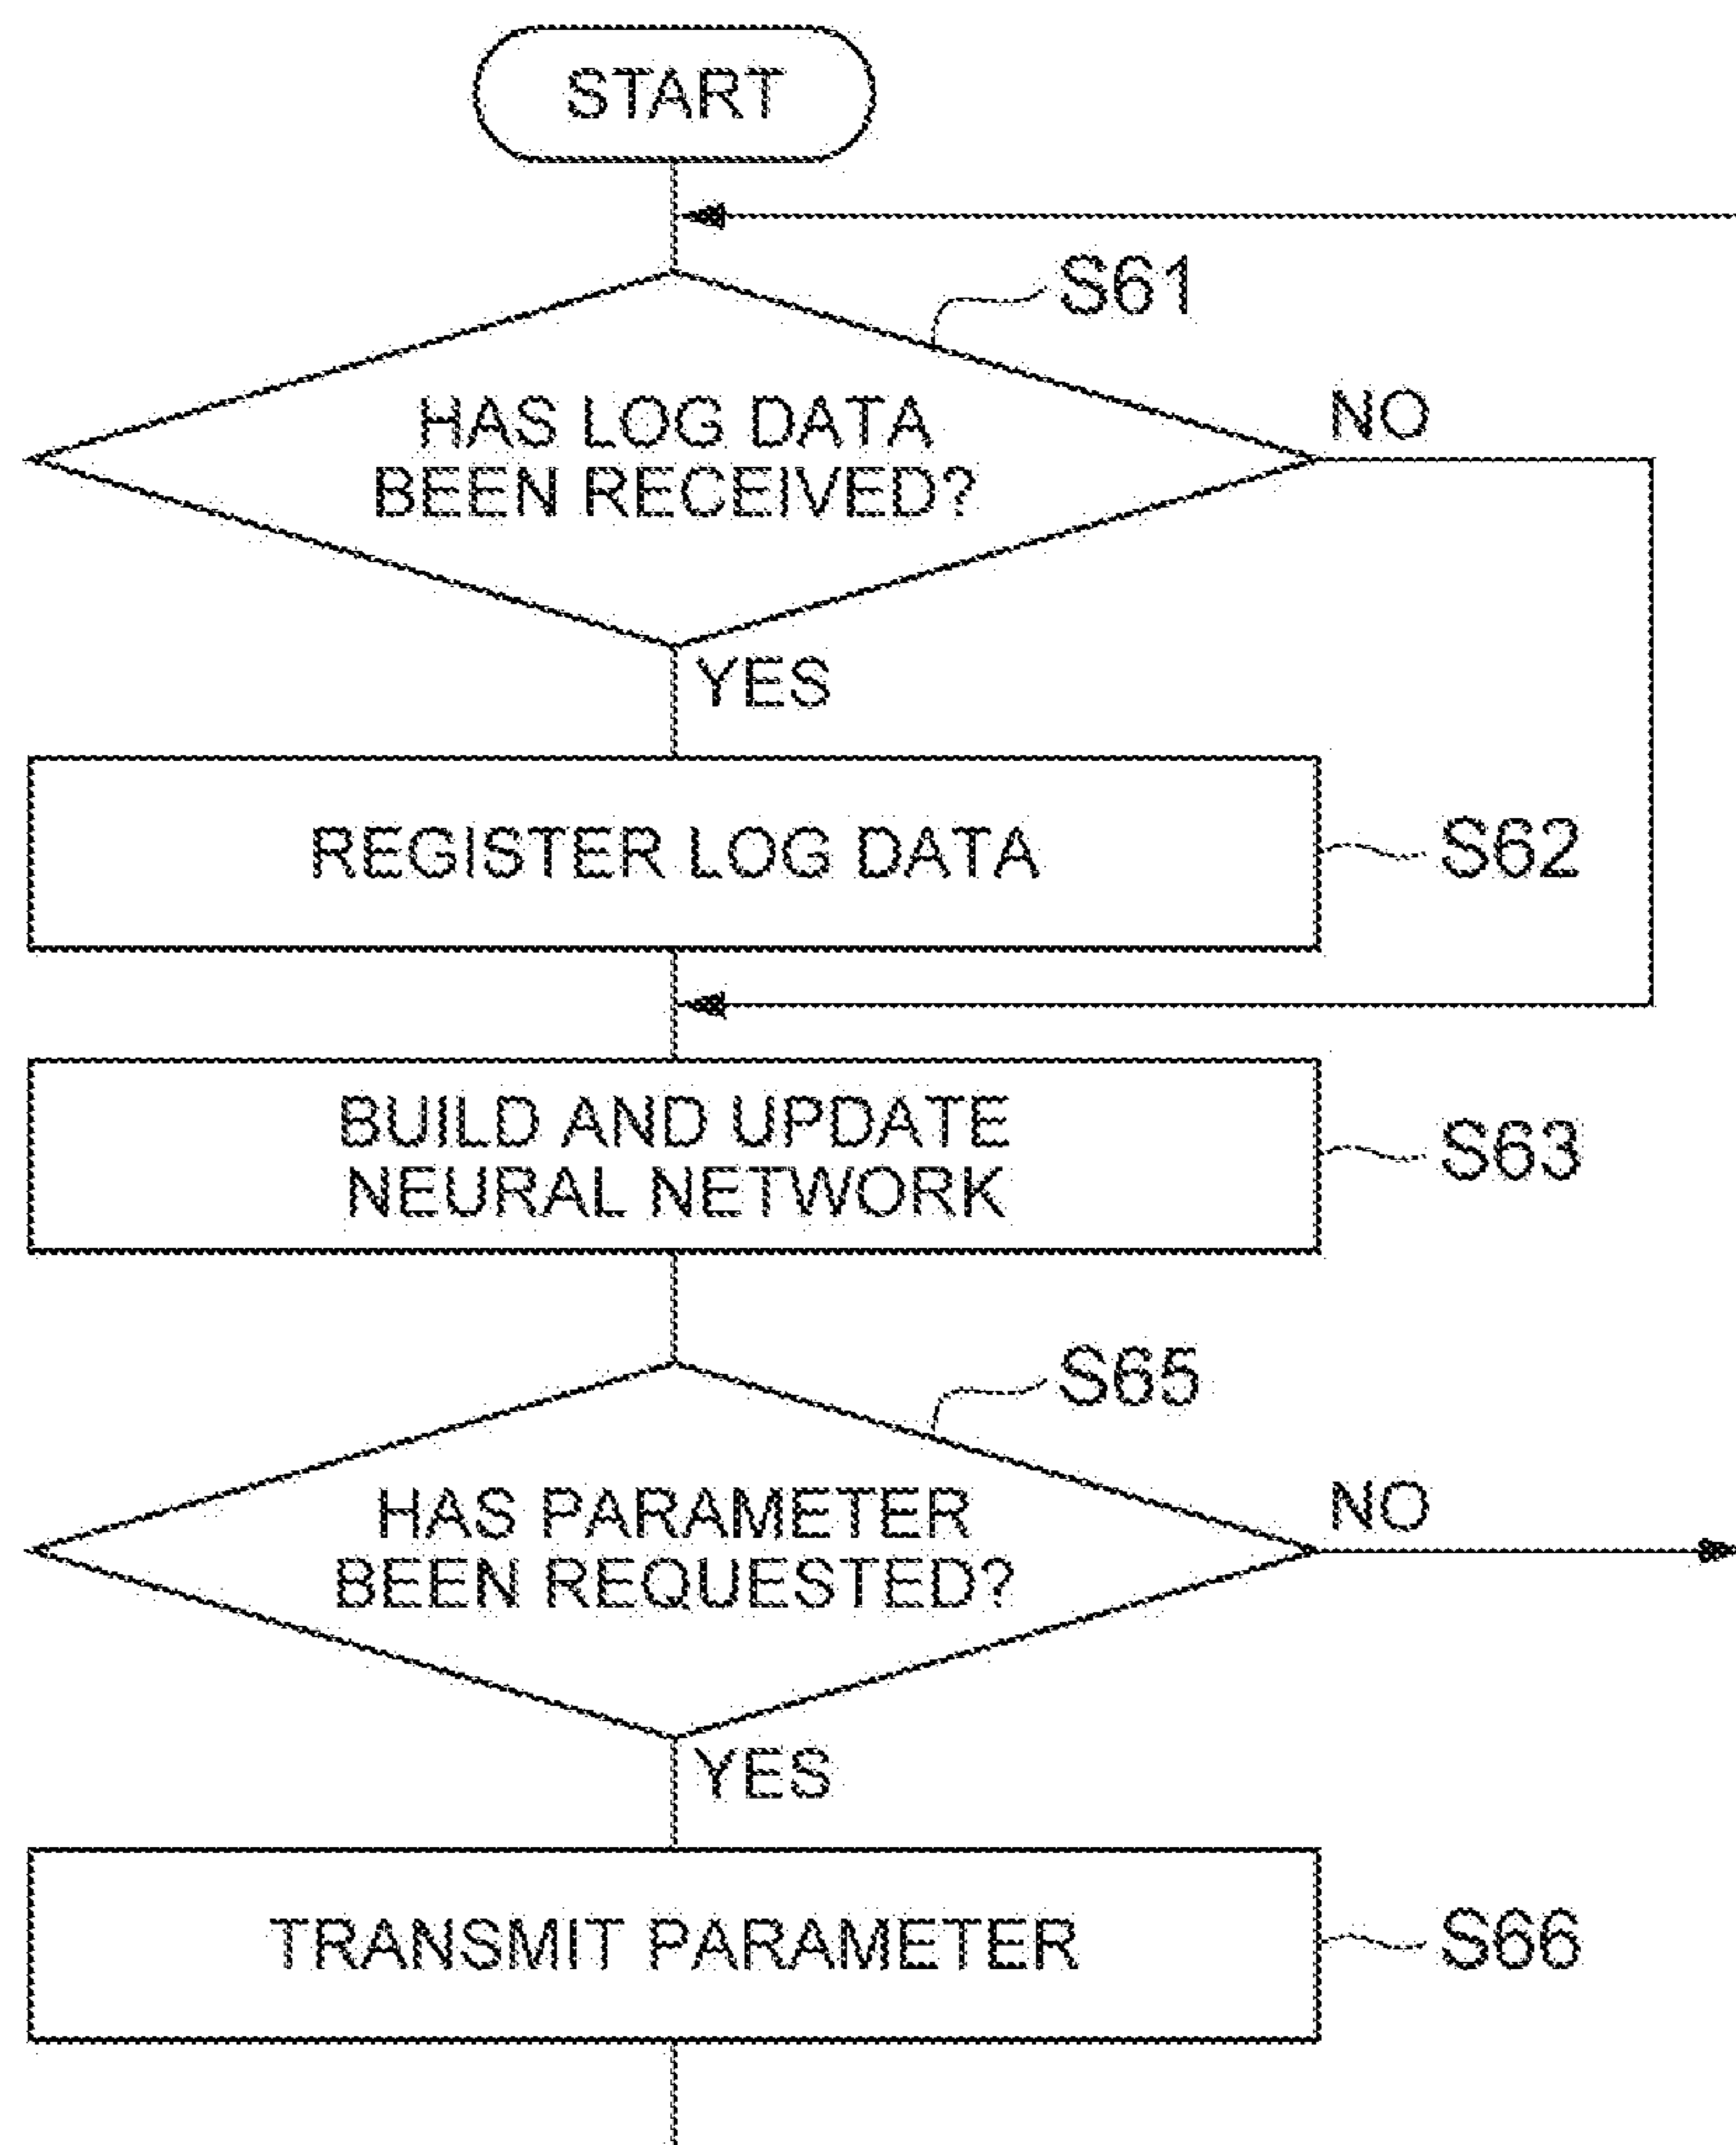 START
S61
HAS LOG DATA
BEEN RECEIVED?
NO
YES
REGISTER LOG DATA
S62
BUILD AND UPDATE
NEURAL NETWORK
S63
S65
HAS PARAMETER
BEEN REQUESTED?
NO
YES
TRANSMIT PARAMETER
S66